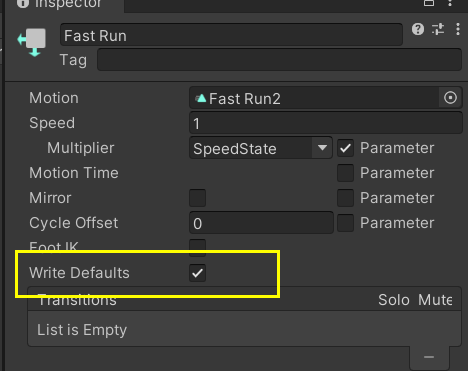 Inspector
Fast Run
Tag
Motion Fast Run2
Speed 1
Multiplier SpeedState Parameter
Motion Time Parameter
Mirror Parameter
Cycle Offset 0 Parameter
Foot IK
Write Defaults
Transitions Solo Mute
List is Empty